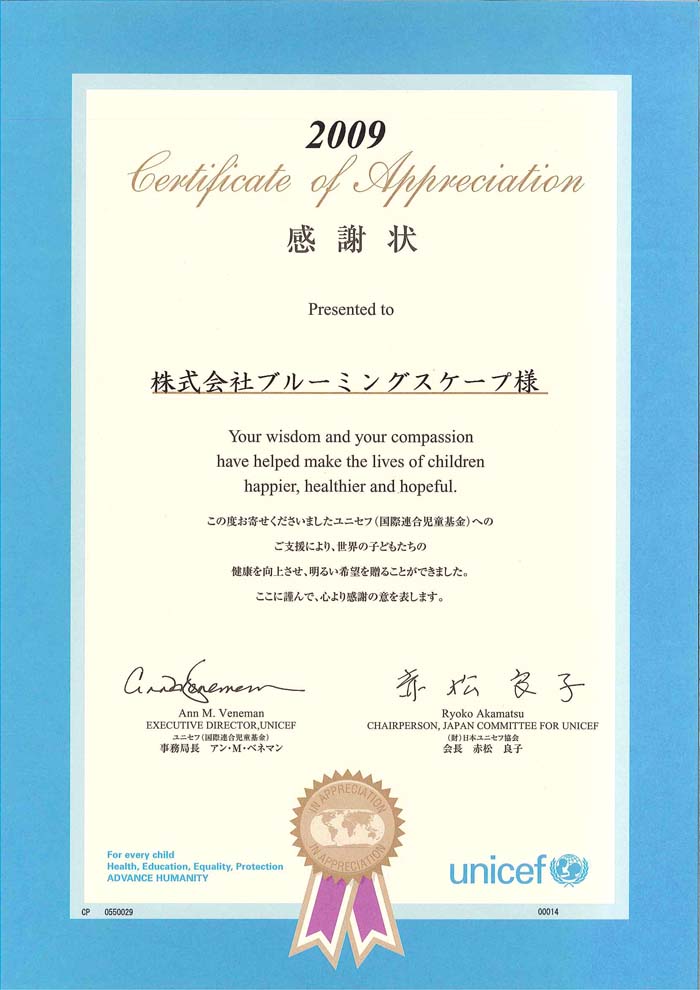 2009
Certificate of Appreciation
感謝状
Presented to
株式会社ブルーミングスケープ様
Your wisdom and your compassion
have helped make the lives of children
happier, healthier and hopeful.
この度お寄せくださいましたユニセフ(国際連合児童基金)への
ご支援により、世界の子どもたちの
健康を向上させ、明るい希望を贈ることができました。
ここに謹んで、心より感謝の意を表します。
Ann M. Veneman
EXECUTIVE DIRECTOR,UNICEF
ユニセフ(国際連合児童基金)
事務局長 アン・M・ベネマン
赤松良子
Ryoko Akamatsu
CHAIRPERSON, JAPAN COMMITTEE FOR UNICEF
(財)日本ユニセフ協会
会長 赤松 良子
IN APPRECIATION
IN APPRECIATION
For every child
Health, Education, Equality, Protection
ADVANCE HUMANITY
unicef
CP 0550029
00014